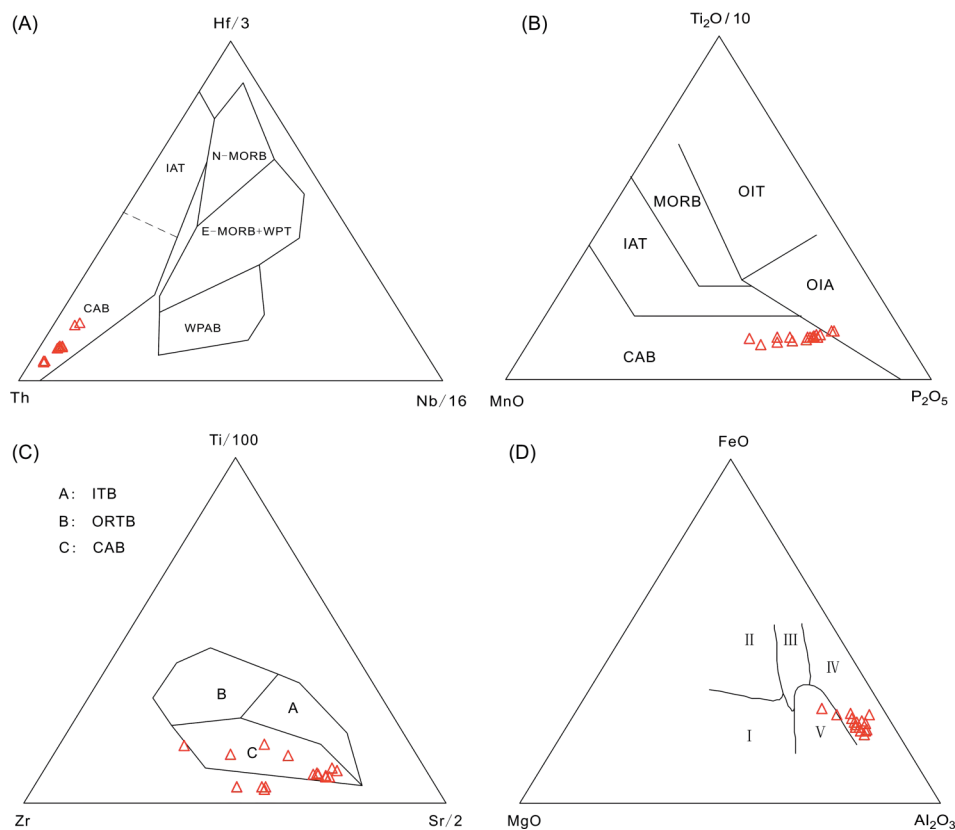 (A)
Hf/3
IAT
N-MORB
E-MORB+WPT
CAB
WPAB
Th
Nb/16
(B)
Ti₂O/10
MORB
OIT
IAT
OIA
CAB
MnO
P₂O₅
(C)
Ti/100
A: ITB
B: ORTB
C: CAB
B
A
C
Zr
Sr/2
(D)
FeO
II
III
IV
I
V
MgO
Al₂O₃